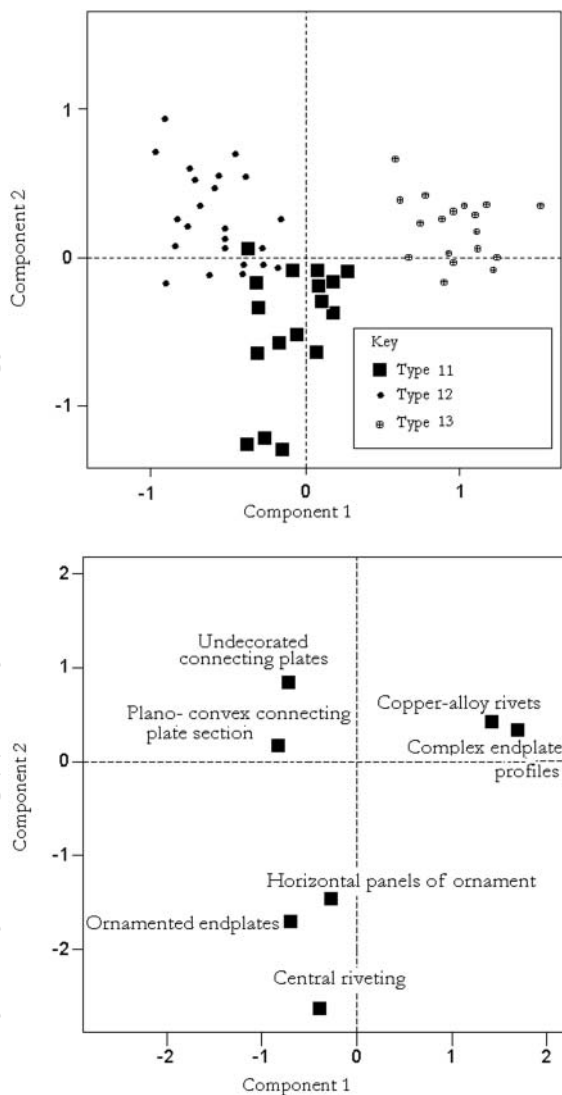 1
Component 2
0
-1
Key
Type 11
Type 12
Type 13
-1
0
1
Component 1
2
Undecorated
connecting plates
1
Copper-alloy rivets
Plano- convex connecting
plate section
Complex endplate
profiles
Component 2
0
-1
Horizontal panels of ornament
Ornamented endplates
-2
Central riveting
-2
-1
0
1
2
Component 1